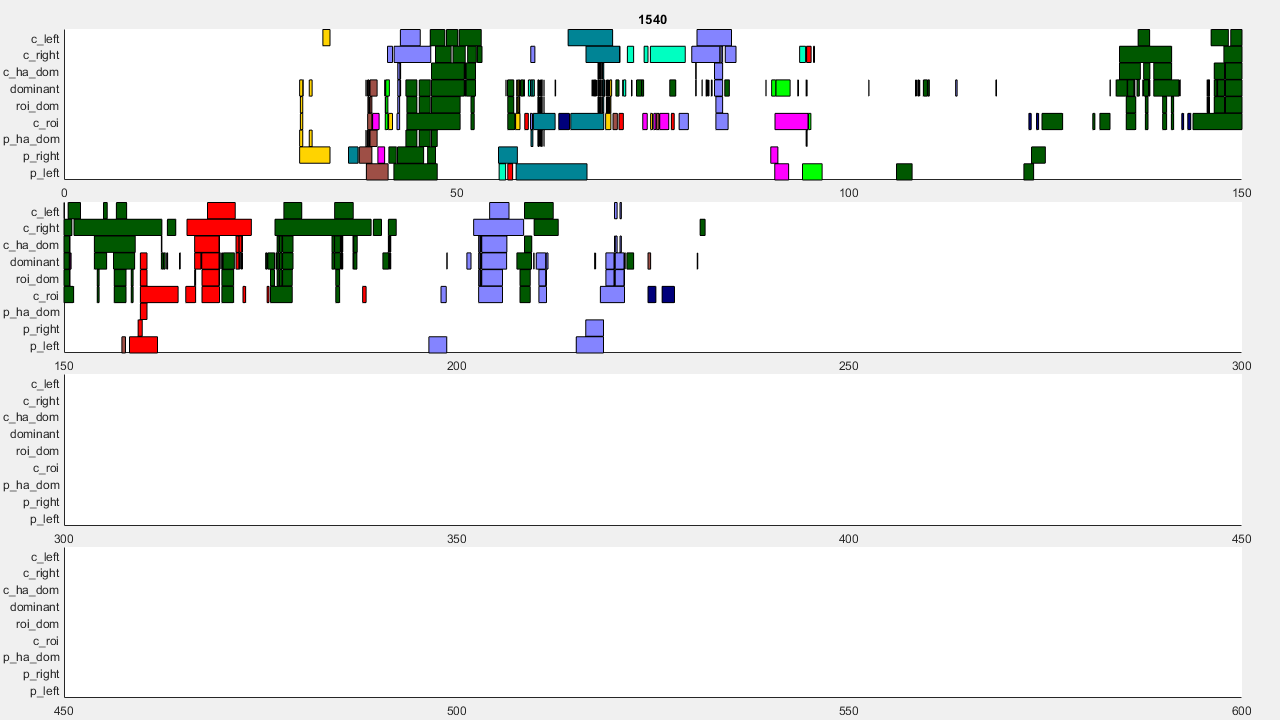 1540
c_left
c_right
c_ha_dom
dominant
roi_dom
c_roi
p_ha_dom
p_right
p_left
0 50 100 150
c_left
c_right
c_ha_dom
dominant
roi_dom
c_roi
p_ha_dom
p_right
p_left
150 200 250 300
c_left
c_right
c_ha_dom
dominant
roi_dom
c_roi
p_ha_dom
p_right
p_left
300 350 400 450
c_left
c_right
c_ha_dom
dominant
roi_dom
c_roi
p_ha_dom
p_right
p_left
450 500 550 600